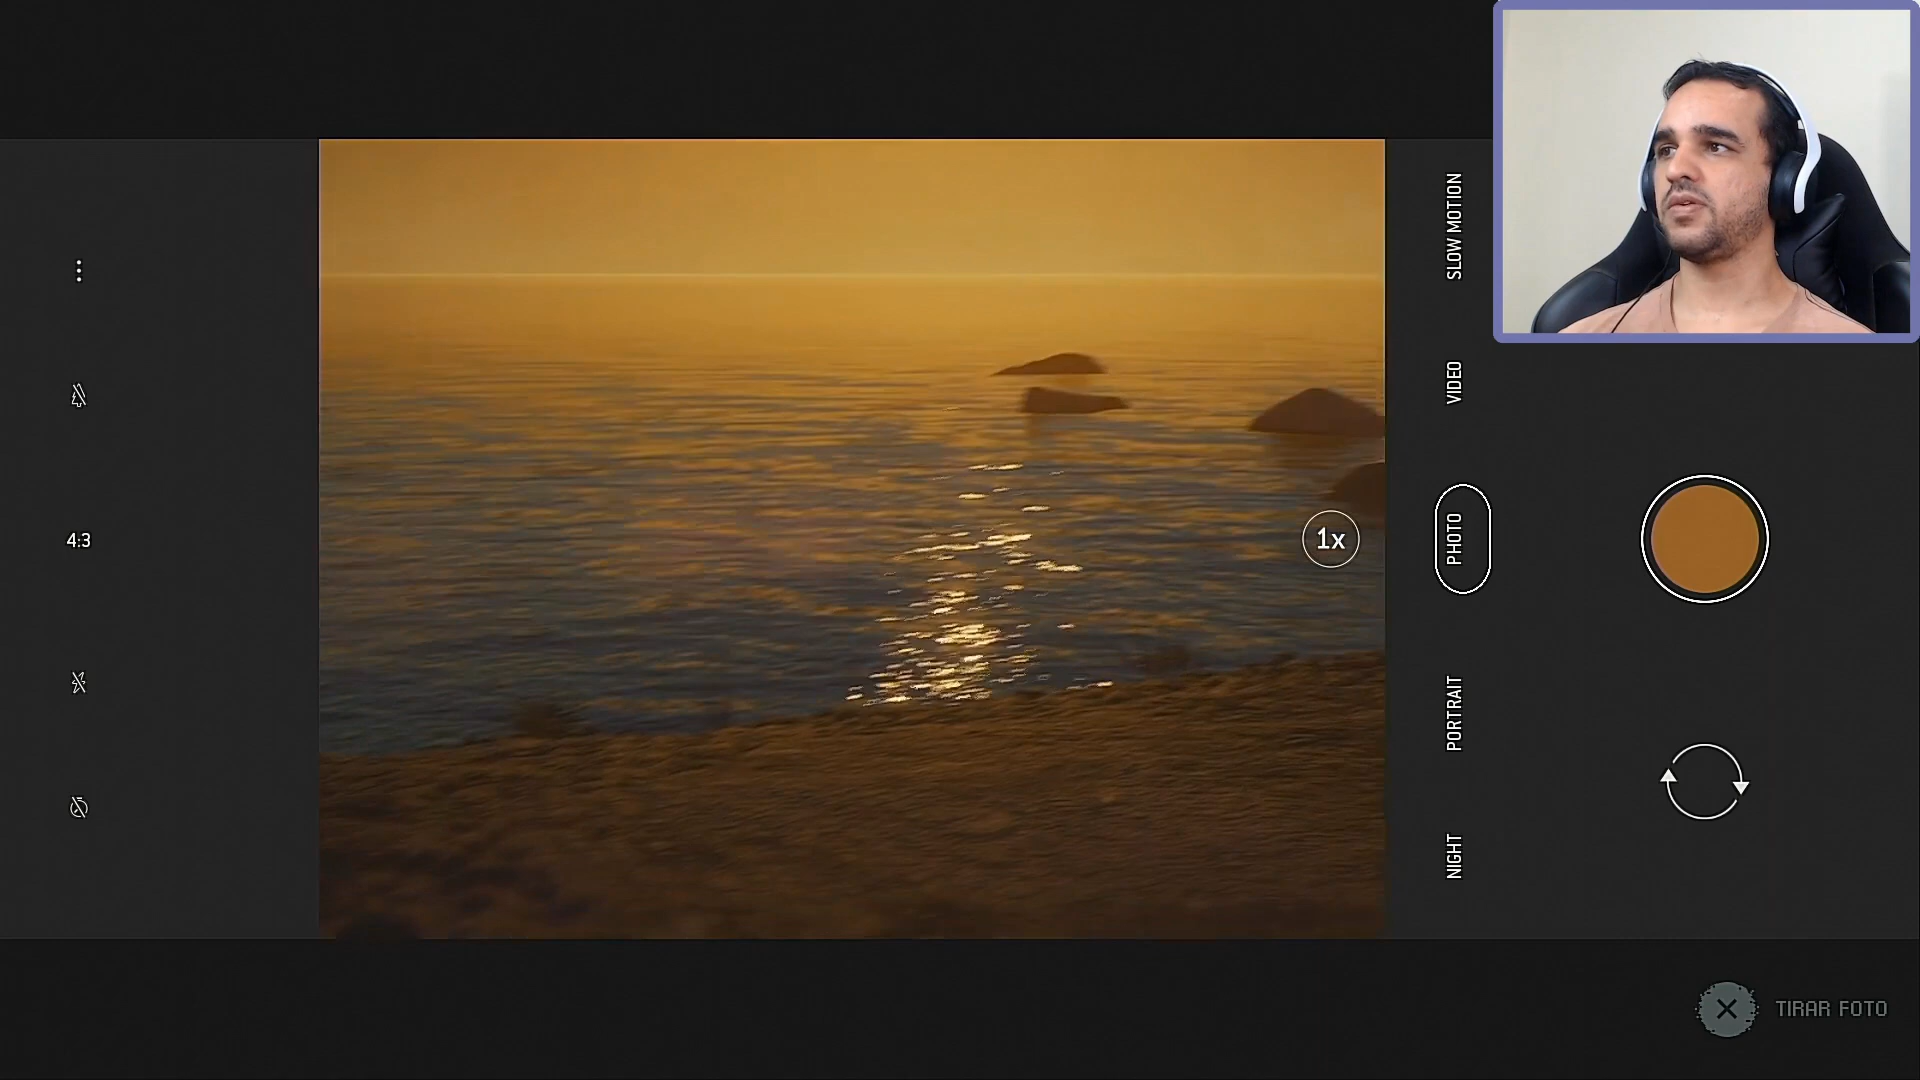 SLOW MOTION
VIDEO
PHOTO
PORTRAIT
NIGHT
4:3
1x
TIRAR FOTO